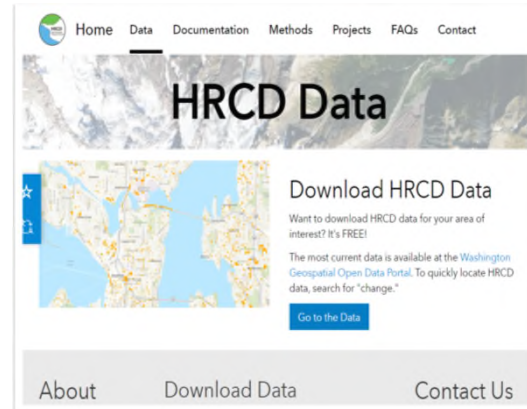 Home Data Documentation Methods Projects FAQs Contact
HRCD Data
Download HRCD Data
Want to download HRCD data for your area of
interest? It's FREE!
The most current data is available at the Washington
Geospatial Open Data Portal. To quickly locate HRCD
data, search for "change."
Go to the Data
About Download Data Contact Us